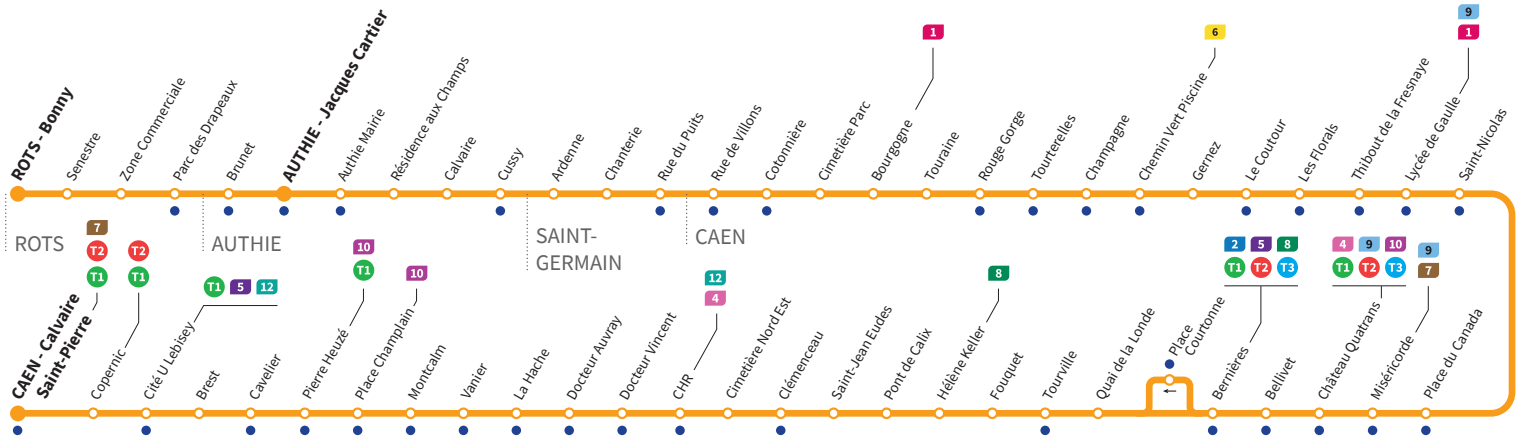 9
1
6
1
ROTS - Bonny
Senestre
Zone Commerciale
Parc des Drapeaux
Brunet
AUTHIE - Jacques Cartier
Authie Mairie
Résidence aux Champs
Calvaire
Cussy
Ardenne
Chanterie
Rue du Puits
Rue de Villons
Cotonnière
Cimetière Parc
Bourgogne
Touraine
Rouge Gorge
Tourterelles
Champagne
Chemin Vert Piscine
Gernez
Le Coutour
Les Florals
Thibout de la Fresnaye
Lycée de Gaulle
Saint-Nicolas
ROTS
AUTHIE
SAINT-
GERMAIN
CAEN
7
T2
T1
T2
T1
T1 5 12
10
T1
10
12
4
8
2 5 8
T1 T2 T3
4 9 10
T1 T2 T3
9
7
CAEN - Calvaire
Saint-Pierre
Copernic
Cité U Lebisey
Brest
Cavelier
Pierre Heuzé
Place Champlain
Montcalm
Vanier
La Hache
Docteur Auvray
Docteur Vincent
CHR
Cimetière Nord Est
Clémenceau
Saint-Jean Eudes
Pont de Calix
Hélène Keller
Fouquet
Tourville
Quai de la Londe
Place
Courtonne
Bernières
Bellivet
Château Quatrans
Miséricorde
Place du Canada